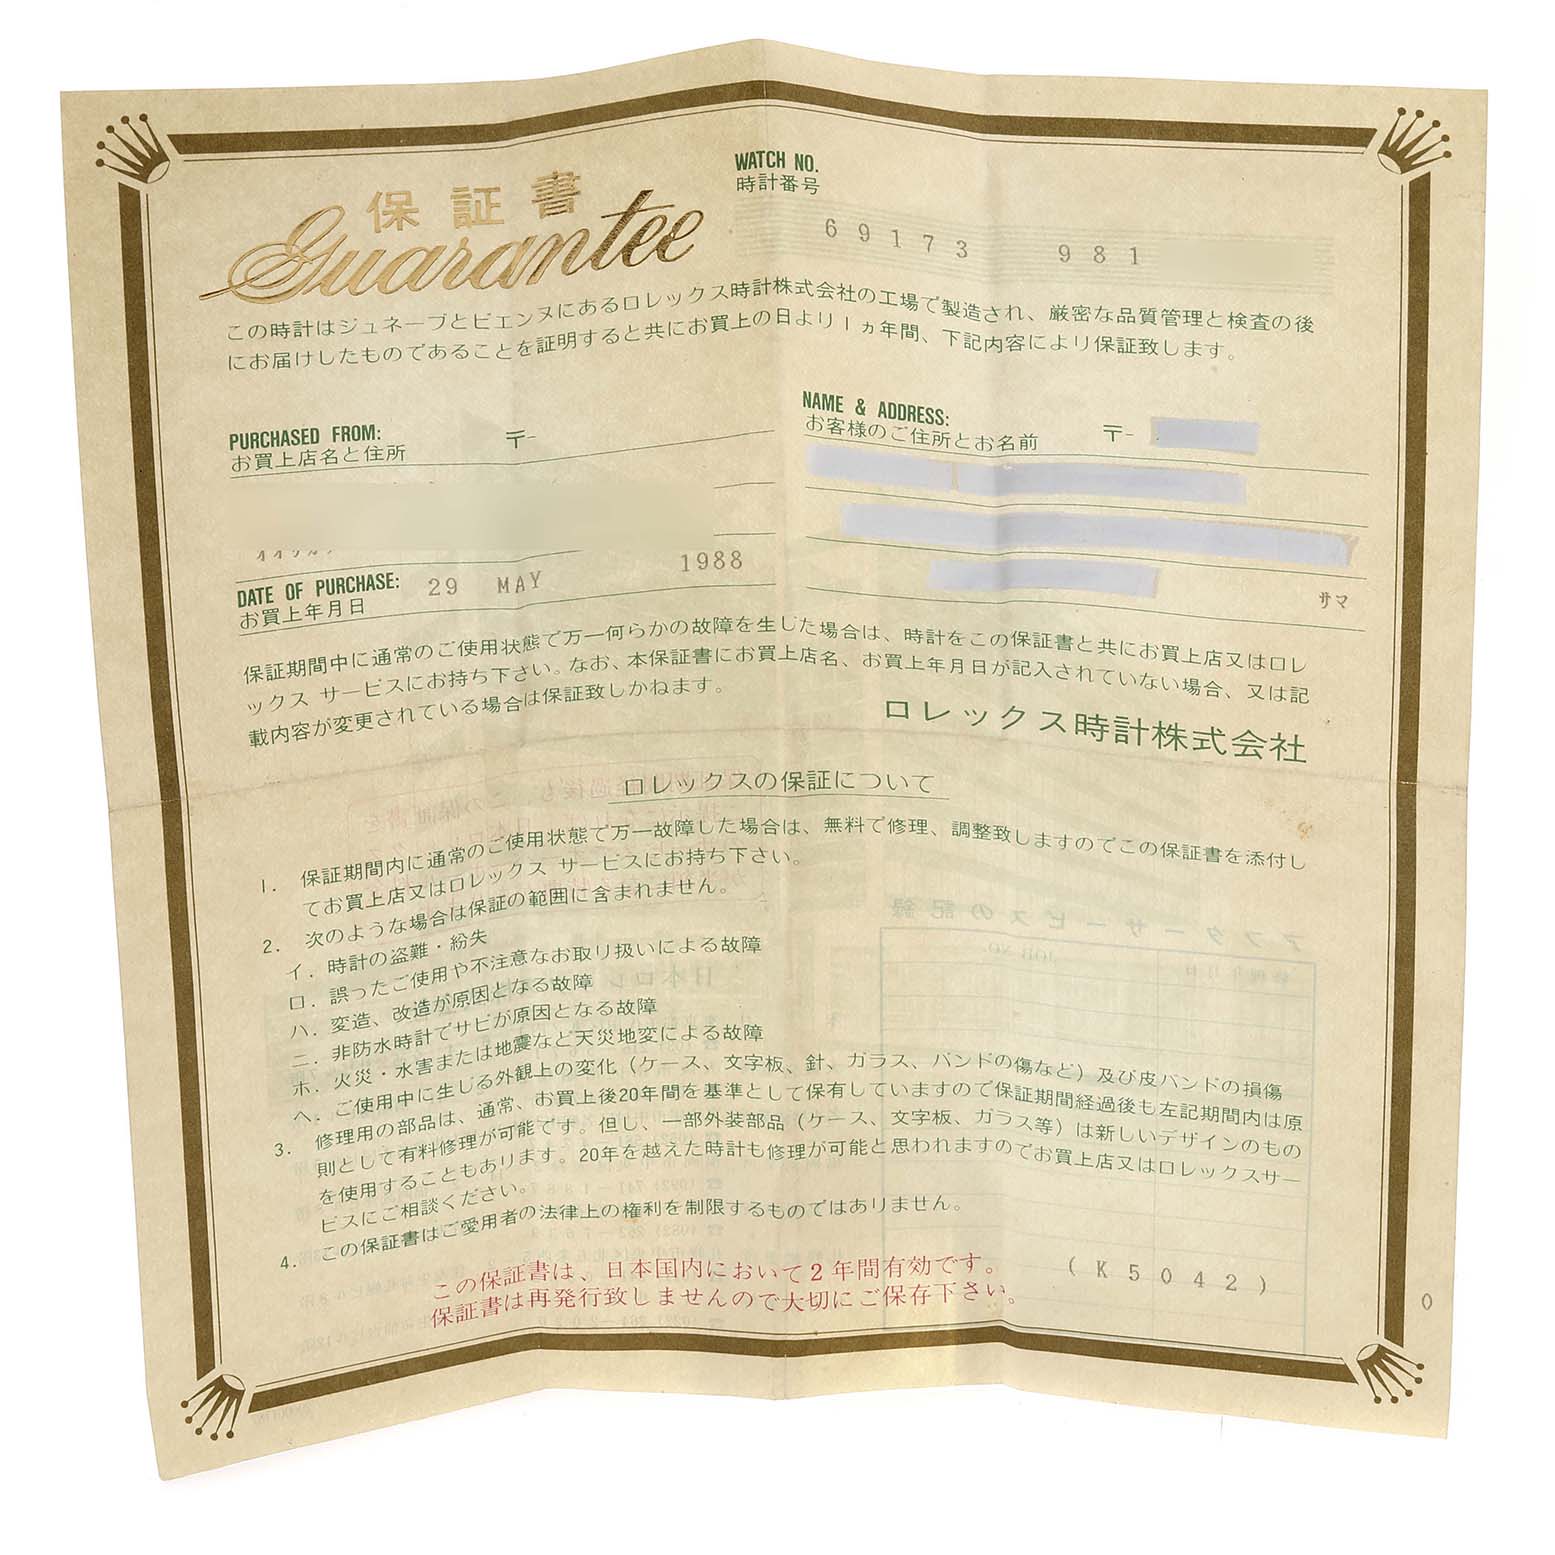 保証書
Guarantee
WATCH NO.
時計番号
69173 981
この時計はジュネーブとビエンヌにあるロレックス時計株式会社の工場で製造され、厳密な品質管理と検査の後
にお届けしたものであることを証明すると共にお買上の日より1ヵ年間、下記内容により保証致します。
PURCHASED FROM:
お買上店名と住所 〒-
NAME & ADDRESS:
お客様のご住所とお名前 〒-
サマ
DATE OF PURCHASE: 29 MAY 1988
お買上年月日
保証期間中に通常のご使用状態で万一何らかの故障を生じた場合は、時計をこの保証書と共にお買上店又はロレ
ックス サービスにお持ち下さい。なお、本保証書にお買上店名、お買上年月日が記入されていない場合、又は記
載内容が変更されている場合は保証致しかねます。
ロレックス時計株式会社
ロレックスの保証について
1. 保証期間内に通常のご使用状態で万一故障した場合は、無料で修理、調整致しますのでこの保証書を添付し
てお買上店又はロレックス サービスにお持ち下さい。
2. 次のような場合は保証の範囲に含まれません。
イ. 時計の盗難・紛失
ロ. 誤ったご使用や不注意なお取り扱いによる故障
ハ. 変造、改造が原因となる故障
ニ. 非防水時計でサビが原因となる故障
ホ. 火災・水害または地震など天災地変による故障
ヘ. ご使用中に生じる外観上の変化（ケース、文字板、針、ガラス、バンドの傷など）及び皮バンドの損傷
3. 修理用の部品は、通常、お買上後20年間を基準として保有していますので保証期間経過後も左記期間内は原
則として有料修理が可能です。但し、一部外装部品（ケース、文字板、ガラス等）は新しいデザインのもの
を使用することもあります。20年を越えた時計も修理が可能と思われますのでお買上店又はロレックスサー
ビスにご相談ください。
4. この保証書はご愛用者の法律上の権利を制限するものではありません。
この保証書は、日本国内において2年間有効です。
保証書は再発行致しませんので大切にご保存下さい。
(K5042)
0